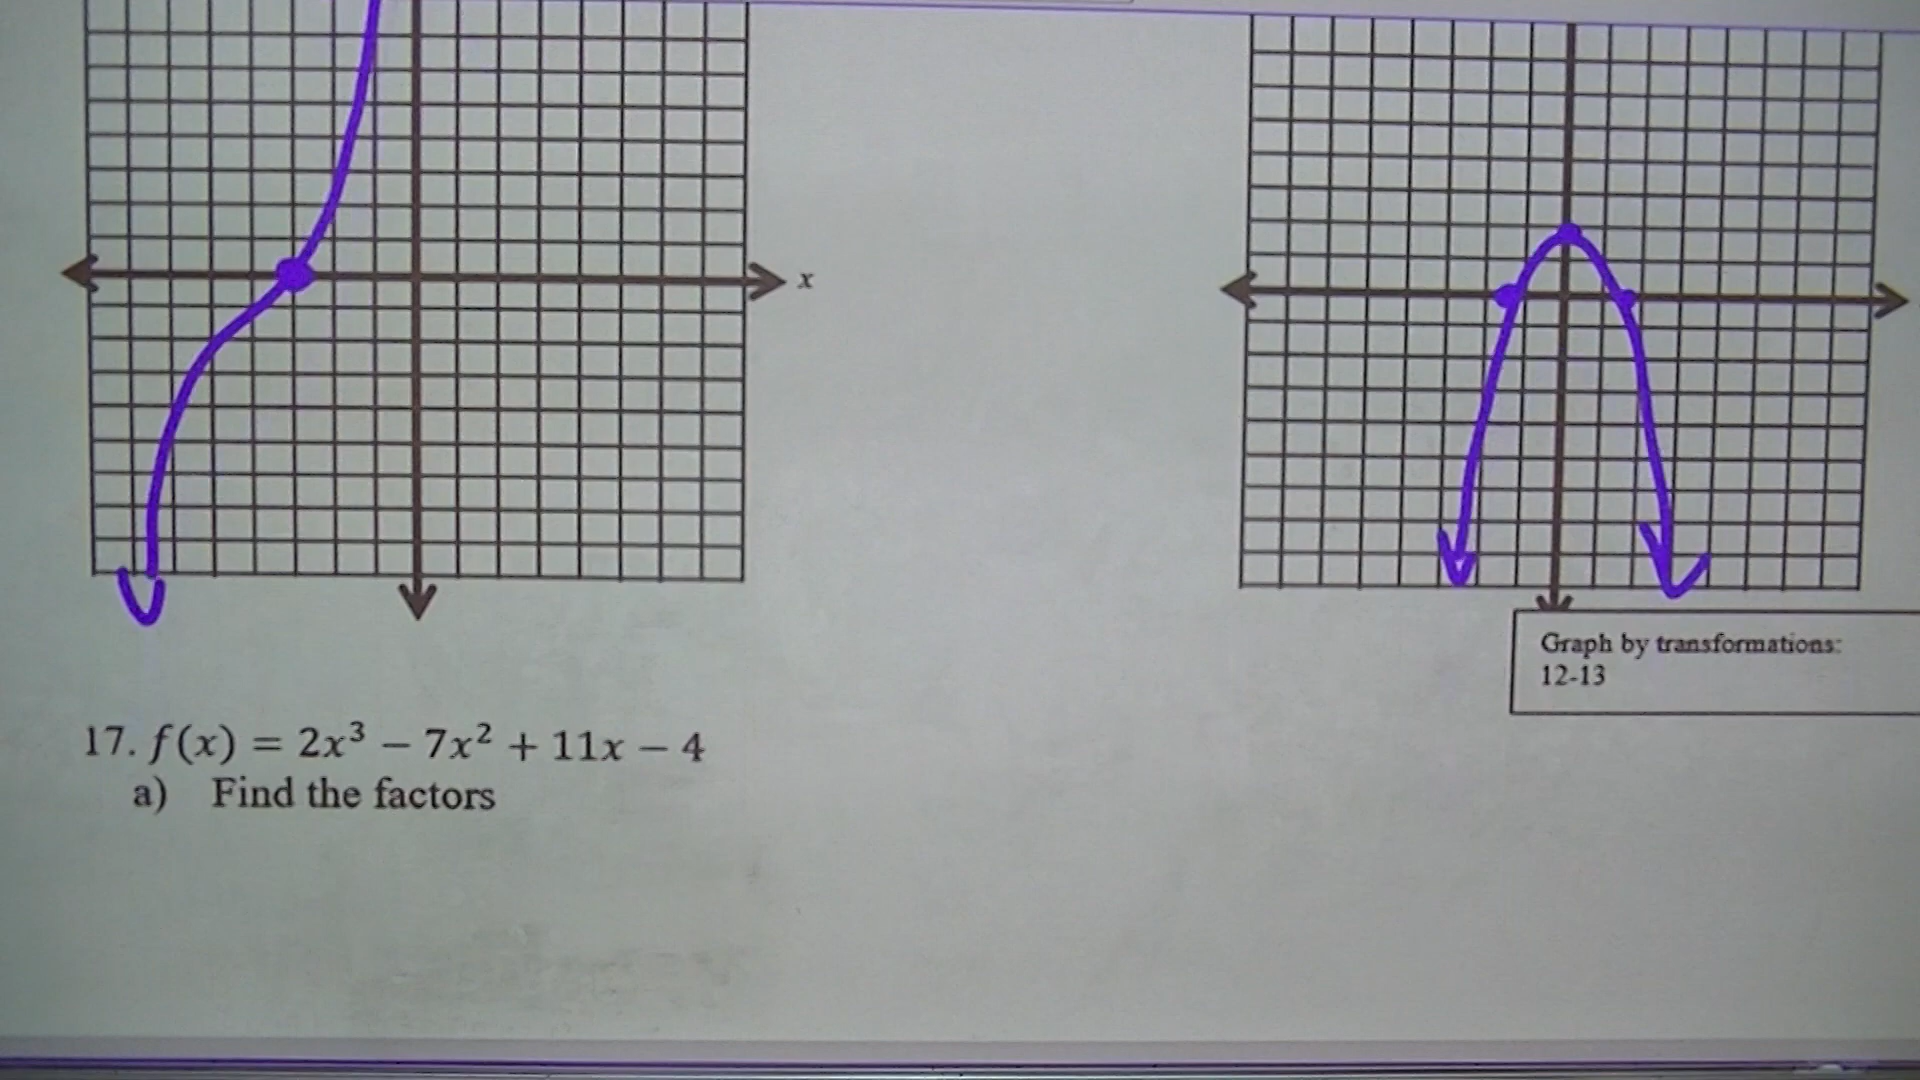 x
Graph by transformations:
12-13
17. f(x) = 2x³ − 7x² + 11x − 4
a) Find the factors